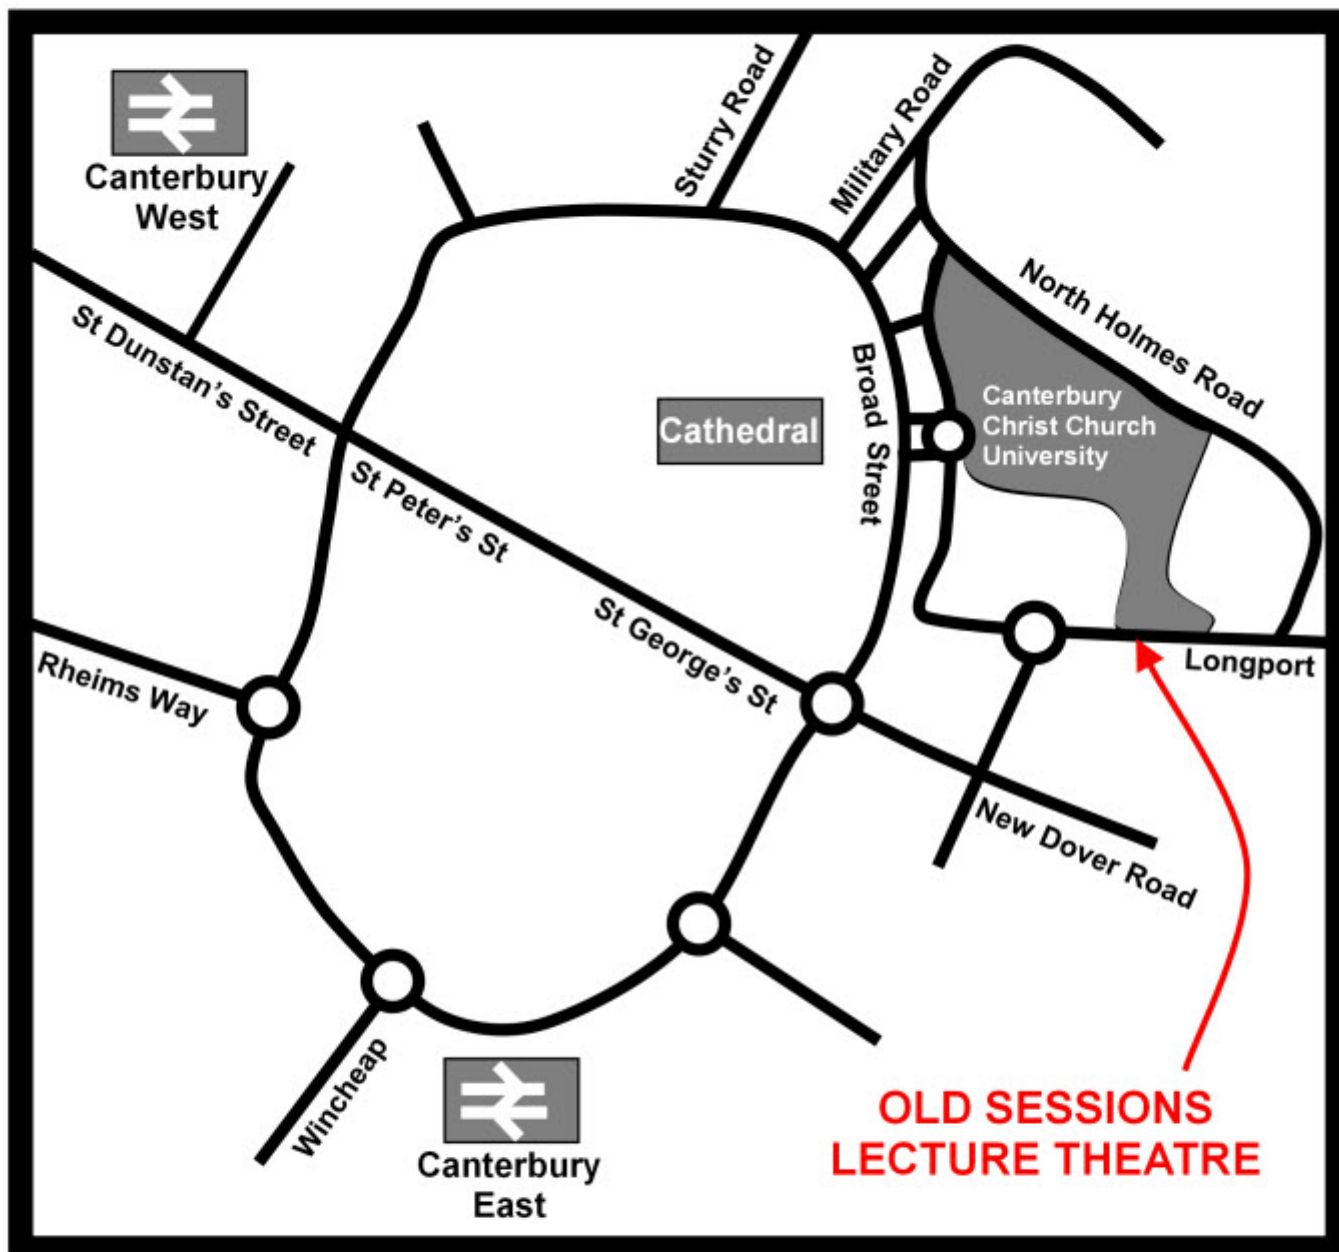 Sturry Road
Military Road
Canterbury
West
North Holmes Road
St Dunstan's Street
Broad Street
Canterbury
Christ Church
University
Cathedral
St Peter's St
St George's St
Rheims Way
Longport
New Dover Road
Wincheap
OLD SESSIONS
LECTURE THEATRE
Canterbury
East